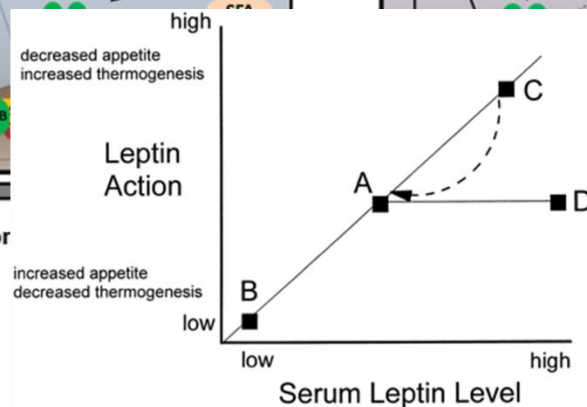 high
decreased appetite
increased thermogenesis
C
Leptin
Action
A
D
increased appetite
decreased thermogenesis
B
low
low
high
Serum Leptin Level